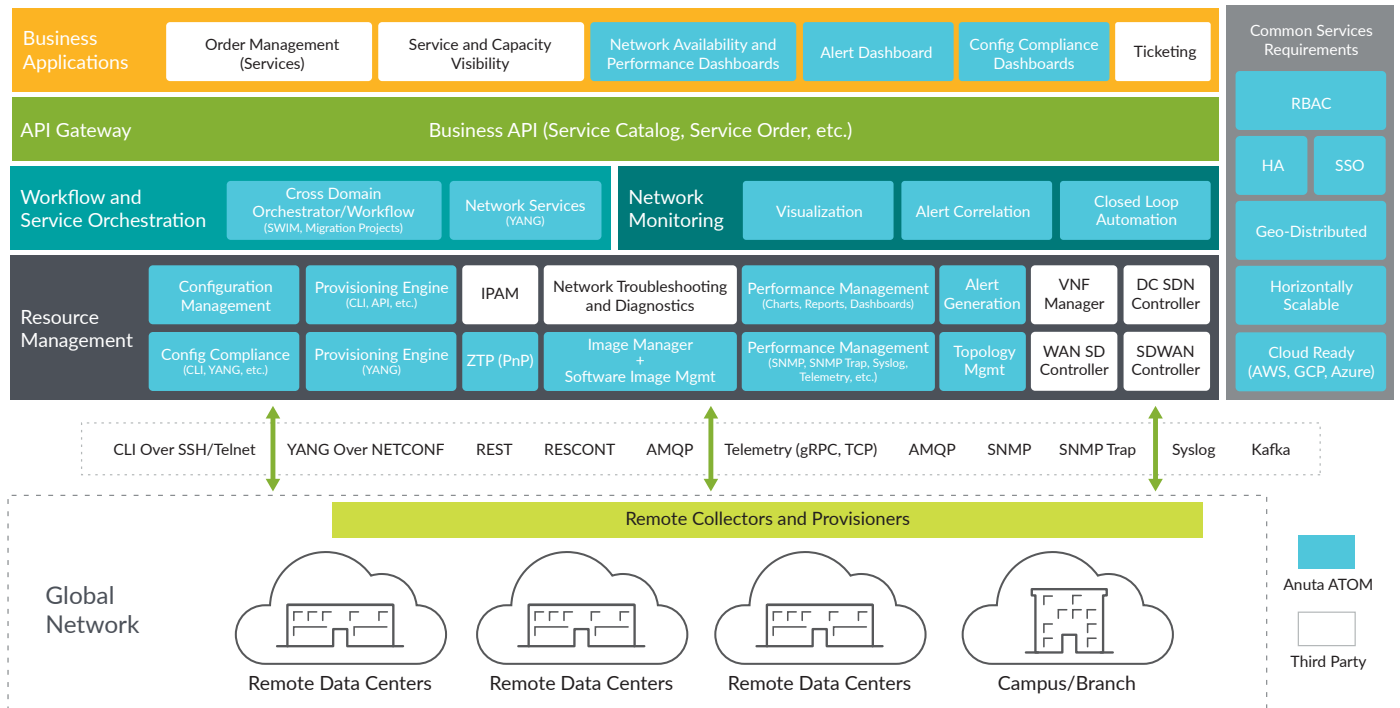 Business
Applications
Order Management
(Services)
Service and Capacity
Visibility
Network Availability and
Performance Dashboards
Alert Dashboard
Config Compliance
Dashboards
Ticketing
API Gateway
Business API (Service Catalog, Service Order, etc.)
Workflow and
Service Orchestration
Cross Domain
Orchestrator/Workflow
(SWIM, Migration Projects)
Network Services
(YANG)
Network
Monitoring
Visualization
Alert Correlation
Closed Loop
Automation
Resource
Management
Configuration
Management
Provisioning Engine
(CLI, API, etc.)
IPAM
Network Troubleshooting
and Diagnostics
Performance Management
(Charts, Reports, Dashboards)
Alert
Generation
VNF
Manager
DC SDN
Controller
Config Compliance
(CLI, YANG, etc.)
Provisioning Engine
(YANG)
ZTP (PnP)
Image Manager
+
Software Image Mgmt
Performance Management
(SNMP, SNMP Trap, Syslog,
Telemetry, etc.)
Topology
Mgmt
WAN SD
Controller
SDWAN
Controller
Common Services
Requirements
RBAC
HA
SSO
Geo-Distributed
Horizontally
Scalable
Cloud Ready
(AWS, GCP, Azure)
CLI Over SSH/Telnet
YANG Over NETCONF
REST
RESCONT
AMQP
Telemetry (gRPC, TCP)
AMQP
SNMP
SNMP Trap
Syslog
Kafka
Remote Collectors and Provisioners
Global
Network
Remote Data Centers
Remote Data Centers
Remote Data Centers
Campus/Branch
Anuta ATOM
Third Party